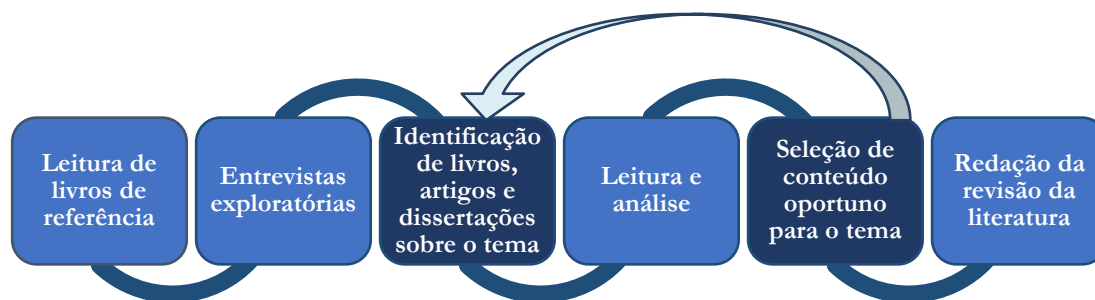 Leitura de
livros de
referência
Entrevistas
exploratórias
Identificação
de livros,
artigos e
dissertações
sobre o tema
Leitura e
análise
Seleção de
conteúdo
oportuno
para o tema
Redação da
revisão da
literatura